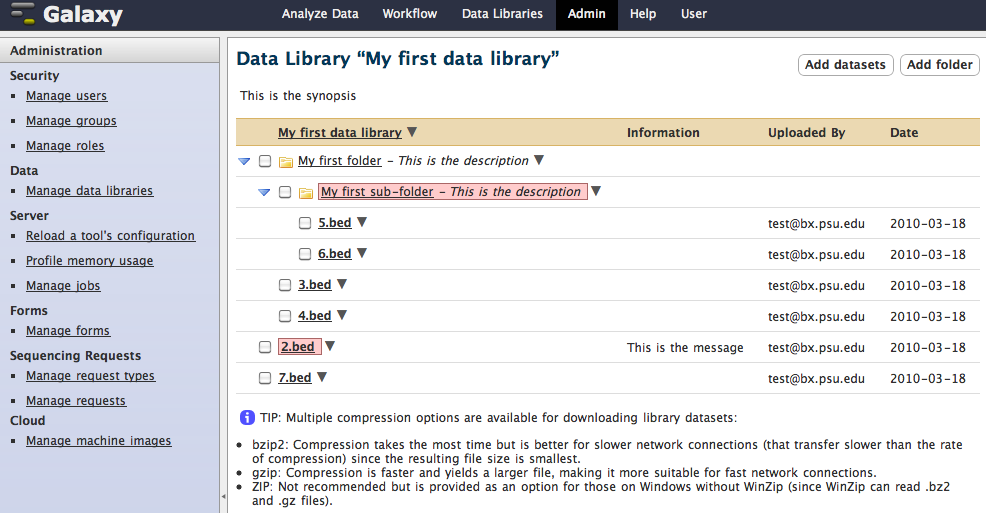 Galaxy
Analyze Data Workflow Data Libraries Admin Help User
Administration
Security
Manage users
Manage groups
Manage roles
Data
Manage data libraries
Server
Reload a tool's configuration
Profile memory usage
Manage jobs
Forms
Manage forms
Sequencing Requests
Manage request types
Manage requests
Cloud
Manage machine images
Data Library “My first data library”
Add datasets Add folder
This is the synopsis
My first data library ▼ Information Uploaded By Date
My first folder – This is the description ▼
My first sub-folder – This is the description ▼
5.bed ▼ test@bx.psu.edu 2010-03-18
6.bed ▼ test@bx.psu.edu 2010-03-18
3.bed ▼ test@bx.psu.edu 2010-03-18
4.bed ▼ test@bx.psu.edu 2010-03-18
2.bed ▼ This is the message test@bx.psu.edu 2010-03-18
7.bed ▼ test@bx.psu.edu 2010-03-18
TIP: Multiple compression options are available for downloading library datasets:
• bzip2: Compression takes the most time but is better for slower network connections (that transfer slower than the rate
of compression) since the resulting file size is smallest.
• gzip: Compression is faster and yields a larger file, making it more suitable for fast network connections.
• ZIP: Not recommended but is provided as an option for those on Windows without WinZip (since WinZip can read .bz2
and .gz files).